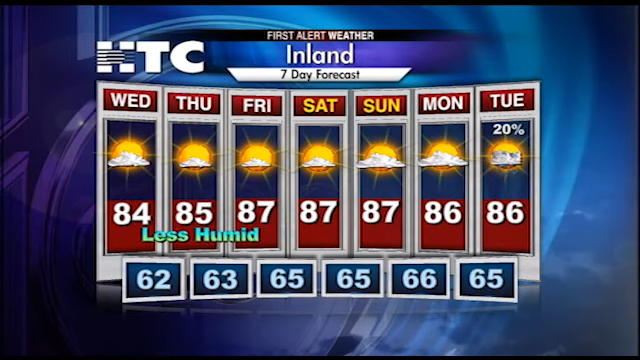 FIRST ALERT WEATHER
HTC
Inland
7 Day Forecast
WED THU FRI SAT SUN MON TUE
20%
84 85 87 87 87 86 86
Less Humid
62 63 65 65 66 65